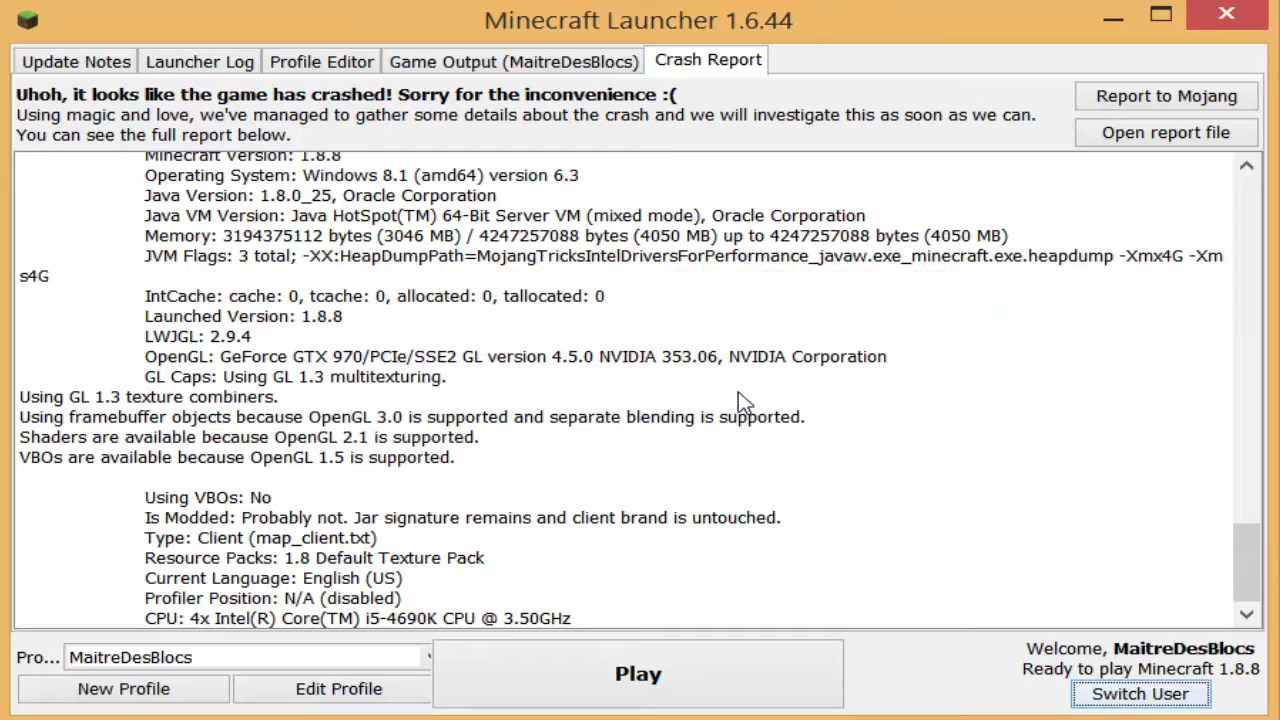 Minecraft Launcher 1.6.44
Update Notes
Launcher Log
Profile Editor
Game Output (MaitreDesBlocs)
Crash Report
Uhoh, it looks like the game has crashed! Sorry for the inconvenience :(
Using magic and love, we've managed to gather some details about the crash and we will investigate this as soon as we can.
You can see the full report below.
Report to Mojang
Open report file
Minecraft Version: 1.8.8
Operating System: Windows 8.1 (amd64) version 6.3
Java Version: 1.8.0_25, Oracle Corporation
Java VM Version: Java HotSpot(TM) 64-Bit Server VM (mixed mode), Oracle Corporation
Memory: 3194375112 bytes (3046 MB) / 4247257088 bytes (4050 MB) up to 4247257088 bytes (4050 MB)
JVM Flags: 3 total; -XX:HeapDumpPath=MojangTricksIntelDriversForPerformance_javaw.exe_minecraft.exe.heapdump -Xmx4G -Xm
s4G
IntCache: cache: 0, tcache: 0, allocated: 0, tallocated: 0
Launched Version: 1.8.8
LWJGL: 2.9.4
OpenGL: GeForce GTX 970/PCIe/SSE2 GL version 4.5.0 NVIDIA 353.06, NVIDIA Corporation
GL Caps: Using GL 1.3 multitexturing.
Using GL 1.3 texture combiners.
Using framebuffer objects because OpenGL 3.0 is supported and separate blending is supported.
Shaders are available because OpenGL 2.1 is supported.
VBOs are available because OpenGL 1.5 is supported.
Using VBOs: No
Is Modded: Probably not. Jar signature remains and client brand is untouched.
Type: Client (map_client.txt)
Resource Packs: 1.8 Default Texture Pack
Current Language: English (US)
Profiler Position: N/A (disabled)
CPU: 4x Intel(R) Core(TM) i5-4690K CPU @ 3.50GHz
Pro... MaitreDesBlocs
New Profile
Edit Profile
Play
Welcome, MaitreDesBlocs
Ready to play Minecraft 1.8.8
Switch User